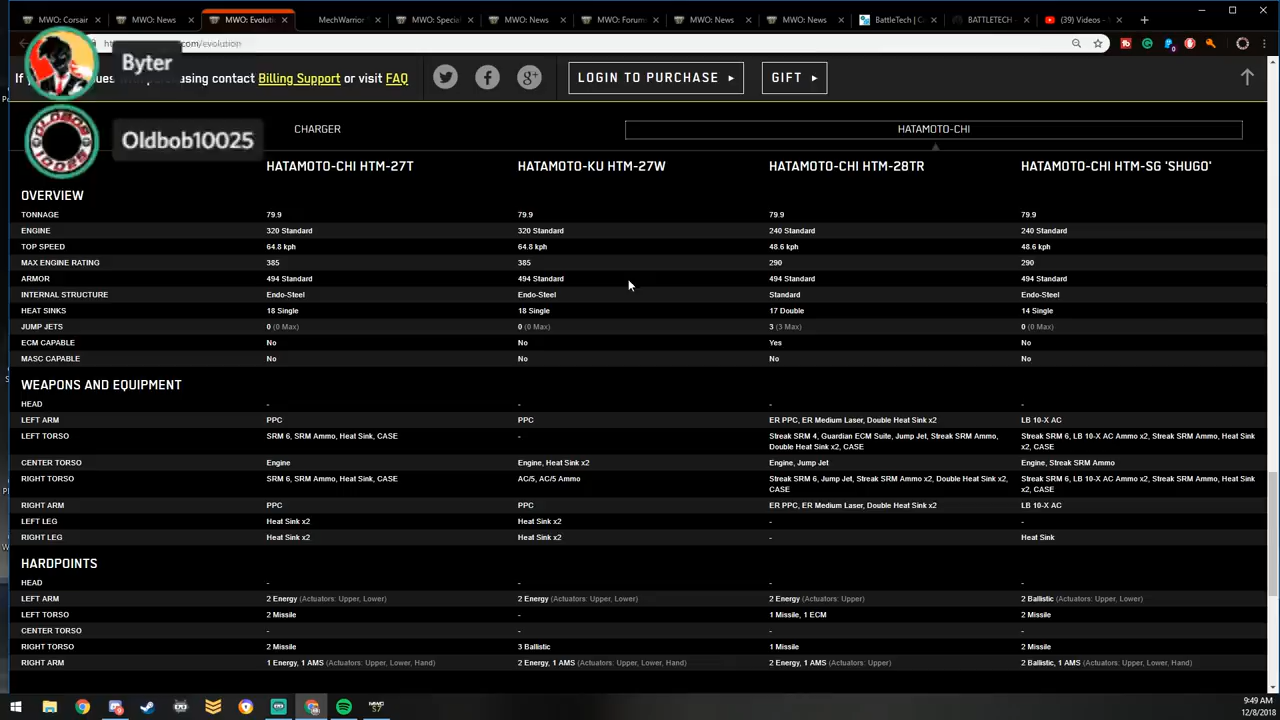 MWO: Corsair
MWO: News
MWO: Evoluti
MechWarrior
MWO: Specia
MWO: News
MWO: Forum
MWO: News
MWO: News
BattleTech | C
BATTLETECH
(39) Videos -
com/evolution
Byter
If
using contact Billing Support or visit FAQ
LOGIN TO PURCHASE
GIFT
Oldbob10025
CHARGER
HATAMOTO-CHI
HATAMOTO-CHI HTM-27T
HATAMOTO-KU HTM-27W
HATAMOTO-CHI HTM-28TR
HATAMOTO-CHI HTM-SG 'SHUGO'
OVERVIEW
TONNAGE 79.9 79.9 79.9 79.9
ENGINE 320 Standard 320 Standard 240 Standard 240 Standard
TOP SPEED 64.8 kph 64.8 kph 48.6 kph 48.6 kph
MAX ENGINE RATING 385 385 290 290
ARMOR 494 Standard 494 Standard 494 Standard 494 Standard
INTERNAL STRUCTURE Endo-Steel Endo-Steel Standard Endo-Steel
HEAT SINKS 18 Single 18 Single 17 Double 14 Single
JUMP JETS 0 (0 Max) 0 (0 Max) 3 (3 Max) 0 (0 Max)
ECM CAPABLE No No Yes No
MASC CAPABLE No No No No
WEAPONS AND EQUIPMENT
HEAD - - - -
LEFT ARM PPC PPC ER PPC, ER Medium Laser, Double Heat Sink x2 LB 10-X AC
LEFT TORSO SRM 6, SRM Ammo, Heat Sink, CASE - Streak SRM 4, Guardian ECM Suite, Jump Jet, Streak SRM Ammo, Streak SRM 6, LB 10-X AC Ammo x2, Streak SRM Ammo, Heat Sink
Double Heat Sink x2, CASE x2, CASE
CENTER TORSO Engine Engine, Heat Sink x2 Engine, Jump Jet Engine, Streak SRM Ammo
RIGHT TORSO SRM 6, SRM Ammo, Heat Sink, CASE AC/5, AC/5 Ammo Streak SRM 6, Jump Jet, Streak SRM Ammo x2, Double Heat Sink x2, Streak SRM 6, LB 10-X AC Ammo x2, Streak SRM Ammo, Heat Sink
CASE x2, CASE
RIGHT ARM PPC PPC ER PPC, ER Medium Laser, Double Heat Sink x2 LB 10-X AC
LEFT LEG Heat Sink x2 Heat Sink x2 - -
RIGHT LEG Heat Sink x2 Heat Sink x2 - Heat Sink
HARDPOINTS
HEAD - - - -
LEFT ARM 2 Energy (Actuators: Upper, Lower) 2 Energy (Actuators: Upper, Lower) 2 Energy (Actuators: Upper) 2 Ballistic (Actuators: Upper, Lower)
LEFT TORSO 2 Missile - 1 Missile, 1 ECM 2 Missile
CENTER TORSO - - - -
RIGHT TORSO 2 Missile 3 Ballistic 1 Missile 2 Missile
RIGHT ARM 1 Energy, 1 AMS (Actuators: Upper, Lower, Hand) 2 Energy, 1 AMS (Actuators: Upper, Lower, Hand) 2 Energy, 1 AMS (Actuators: Upper) 2 Ballistic, 1 AMS (Actuators: Upper, Lower, Hand)
9:49 AM
12/8/2018